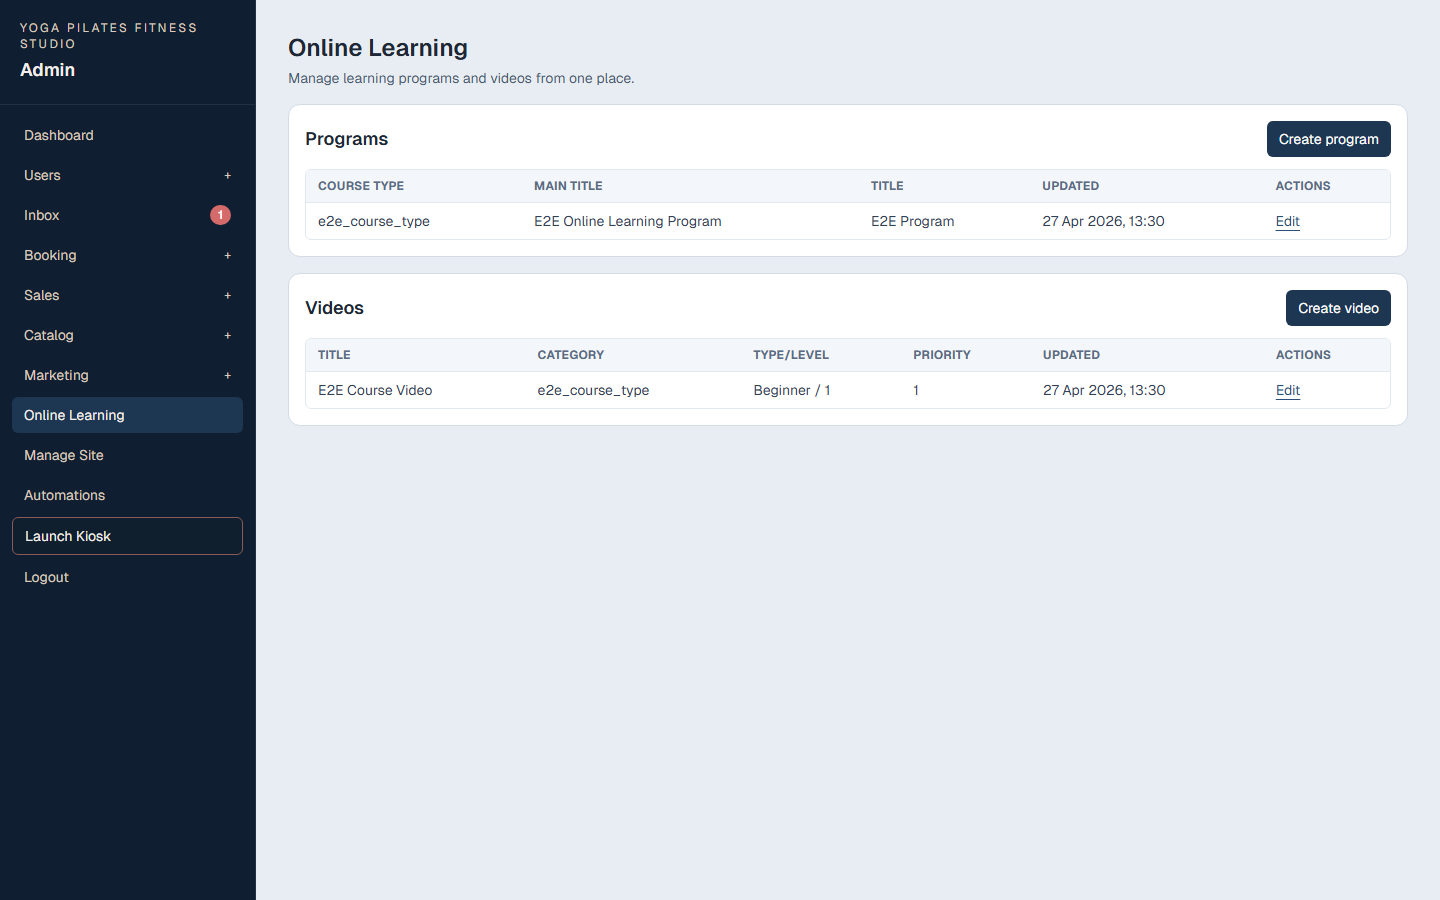 YOGA PILATES FITNESS
STUDIO
Admin
Dashboard
Users +
Inbox 1
Booking +
Sales +
Catalog +
Marketing +
Online Learning
Manage Site
Automations
Launch Kiosk
Logout
Online Learning
Manage learning programs and videos from one place.
Programs
Create program
COURSE TYPE MAIN TITLE TITLE UPDATED ACTIONS
e2e_course_type E2E Online Learning Program E2E Program 27 Apr 2026, 13:30 Edit
Videos
Create video
TITLE CATEGORY TYPE/LEVEL PRIORITY UPDATED ACTIONS
E2E Course Video e2e_course_type Beginner / 1 1 27 Apr 2026, 13:30 Edit